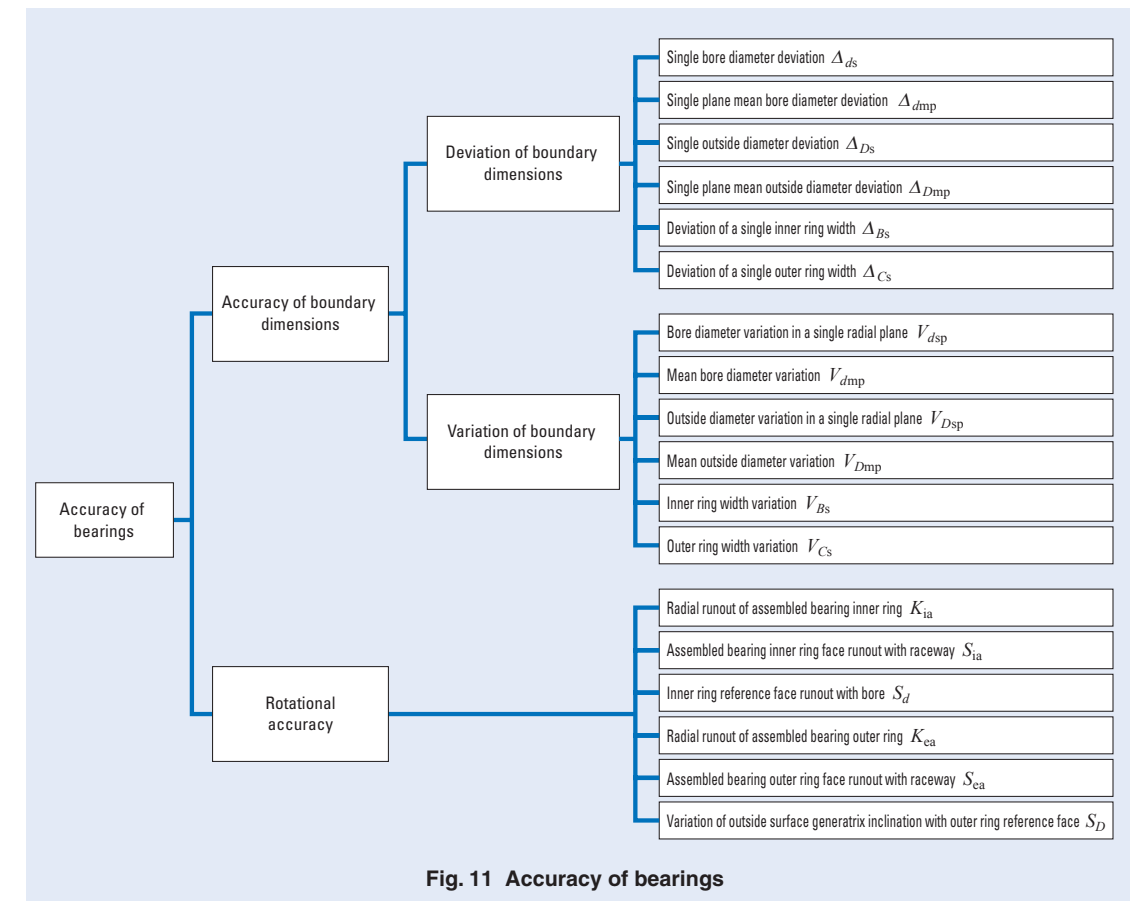 Single bore diameter deviation Δds
Single plane mean bore diameter deviation Δdmp
Single outside diameter deviation ΔDs
Single plane mean outside diameter deviation ΔDmp
Deviation of a single inner ring width ΔBs
Deviation of a single outer ring width ΔCs
Deviation of boundary
dimensions
Accuracy of boundary
dimensions
Bore diameter variation in a single radial plane Vdsp
Mean bore diameter variation Vdmp
Outside diameter variation in a single radial plane VDsp
Mean outside diameter variation VDmp
Inner ring width variation VBs
Outer ring width variation VCs
Variation of boundary
dimensions
Accuracy of
bearings
Radial runout of assembled bearing inner ring Kia
Assembled bearing inner ring face runout with raceway Sia
Inner ring reference face runout with bore Sd
Radial runout of assembled bearing outer ring Kea
Assembled bearing outer ring face runout with raceway Sea
Variation of outside surface generatrix inclination with outer ring reference face SD
Rotational
accuracy
Fig. 11 Accuracy of bearings